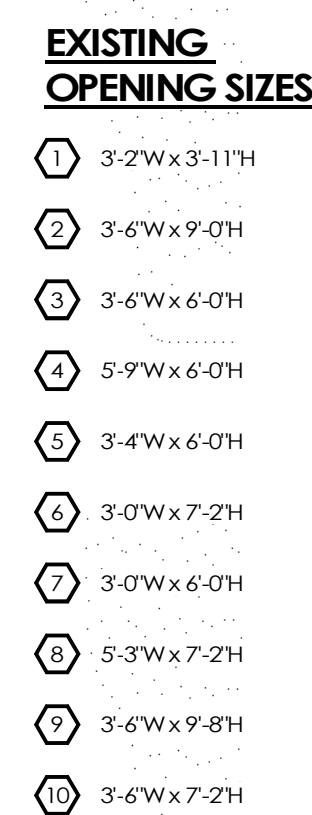 EXISTING
OPENING SIZES
1 3'-2"W x 3'-11"H
2 3'-6"W x 9'-0"H
3 3'-6"W x 6'-0"H
4 5'-9"W x 6'-0"H
5 3'-4"W x 6'-0"H
6 3'-0"W x 7'-2"H
7 3'-0"W x 6'-0"H
8 5'-3"W x 7'-2"H
9 3'-6"W x 9'-8"H
10 3'-6"W x 7'-2"H